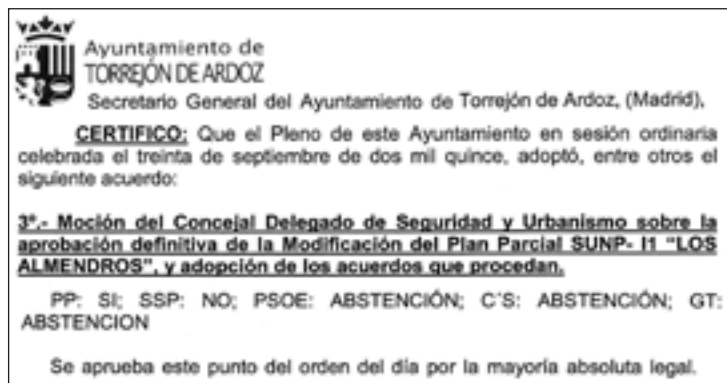 Ayuntamiento de
TORREJÓN DE ARDOZ
Secretario General del Ayuntamiento de Torrejón de Ardoz, (Madrid),
CERTIFICO: Que el Pleno de este Ayuntamiento en sesión ordinaria
celebrada el treinta de septiembre de dos mil quince, adoptó, entre otros el
siguiente acuerdo:
3º.- Moción del Concejal Delegado de Seguridad y Urbanismo sobre la
aprobación definitiva de la Modificación del Plan Parcial SUNP- I1 “LOS
ALMENDROS”, y adopción de los acuerdos que procedan.
PP: SI; SSP: NO; PSOE: ABSTENCIÓN; C´S: ABSTENCIÓN; GT:
ABSTENCION
Se aprueba este punto del orden del día por la mayoría absoluta legal.